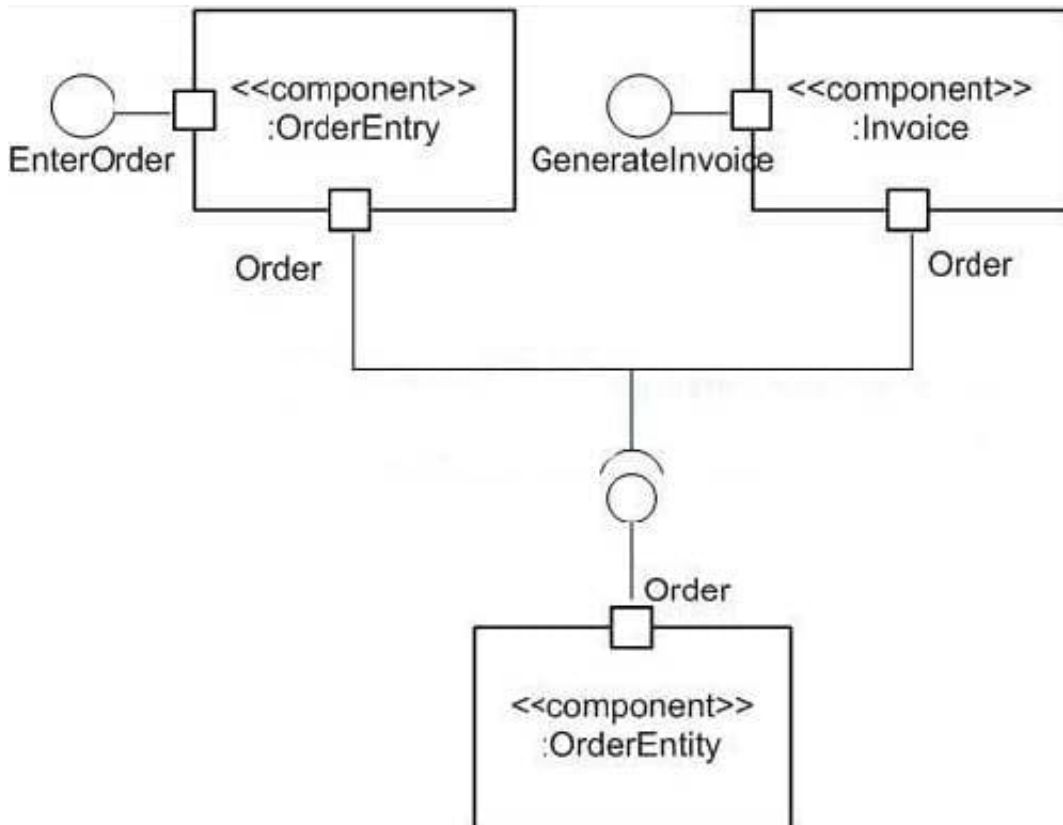 <<component>>
:OrderEntry
EnterOrder
Order
<<component>>
:Invoice
GenerateInvoice
Order
Order
<<component>>
:OrderEntity